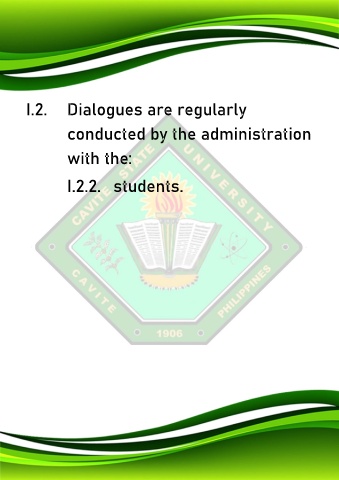 I.2. Dialogues are regularly
conducted by the administration
with the:
I.2.2. students.
CAVITE STATE UNIVERSITY
CAVITE
1906
PHILIPPINES